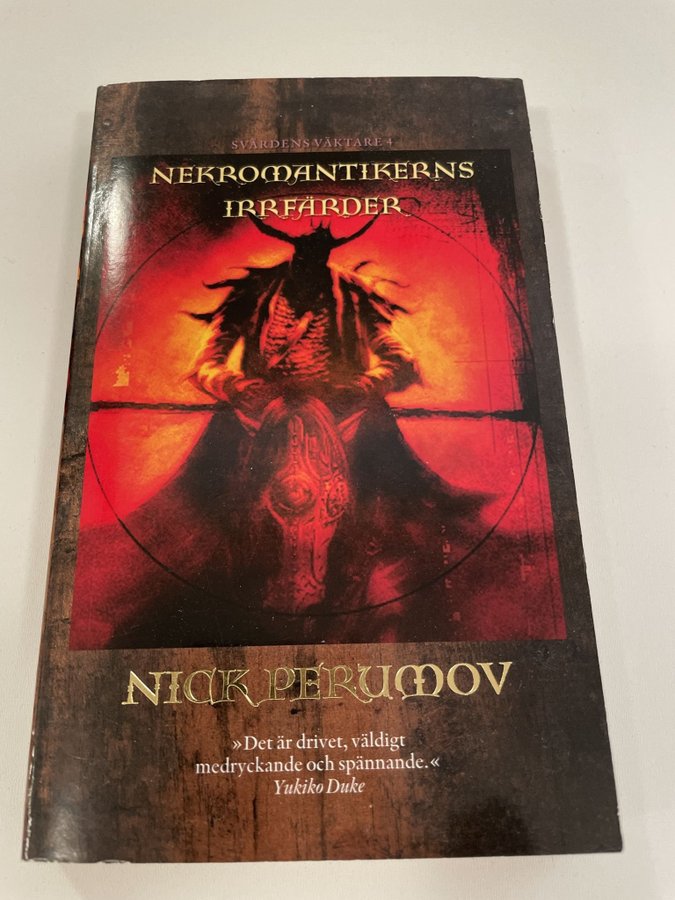 SVÄRDENS VÄKTARE 4
NEKROMANTIKERNS
IRRFÄRDER
NICK PERUMOV
»Det är drivet, väldigt
medryckande och spännande.«
Yukiko Duke